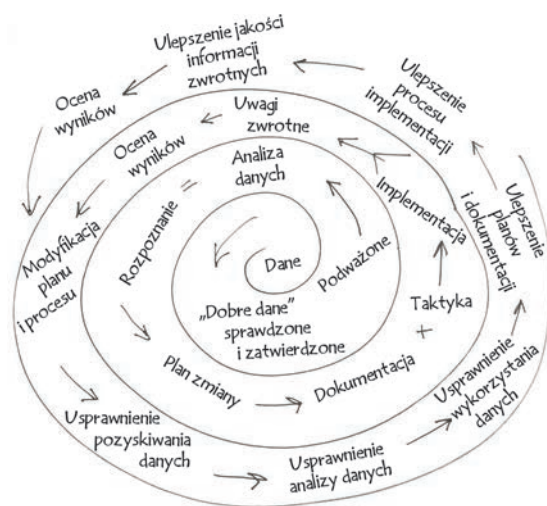 Dane
„Dobre dane”
sprawdzone
i zatwierdzone
Podważone
Analiza
danych
=
Rozpoznanie
Plan zmiany
Dokumentacja
+
Taktyka
Implementacja
Uwagi
zwrotne
Ocena
wyników
Modyfikacja
planu
i procesu
Usprawnienie
pozyskiwania
danych
Usprawnienie
analizy danych
Usprawnienie
wykorzystania
danych
Ulepszenie
planów
i dokumentacji
Ulepszenie
procesu
implementacji
Ulepszenie jakości
informacji
zwrotnych
Ocena
wyników